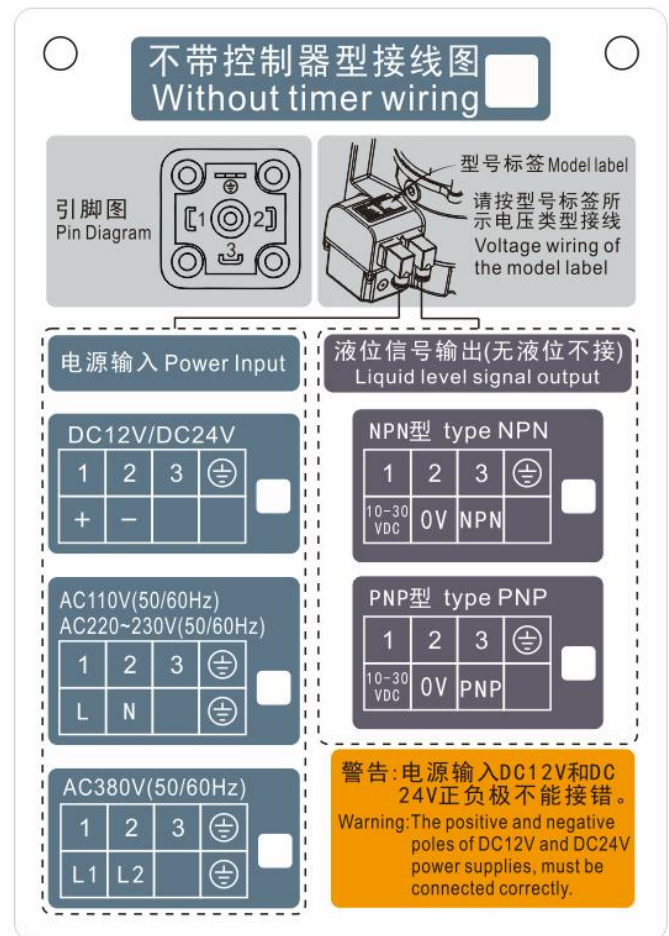 不带控制器型接线图
Without timer wiring
引脚图
Pin Diagram
1 2
3
型号标签 Model label
请按型号标签所
示电压类型接线
Voltage wiring of
the model label
电源输入 Power Input
DC12V/DC24V
1 2 3
+ −
AC110V(50/60Hz)
AC220~230V(50/60Hz)
1 2 3
L N
AC380V(50/60Hz)
1 2 3
L1 L2
液位信号输出(无液位不接)
Liquid level signal output
NPN型 type NPN
1 2 3
10-30
VDC 0V NPN
PNP型 type PNP
1 2 3
10-30
VDC 0V PNP
警告:电源输入DC12V和DC
24V正负极不能接错。
Warning:The positive and negative
poles of DC12V and DC24V
power supplies, must be
connected correctly.